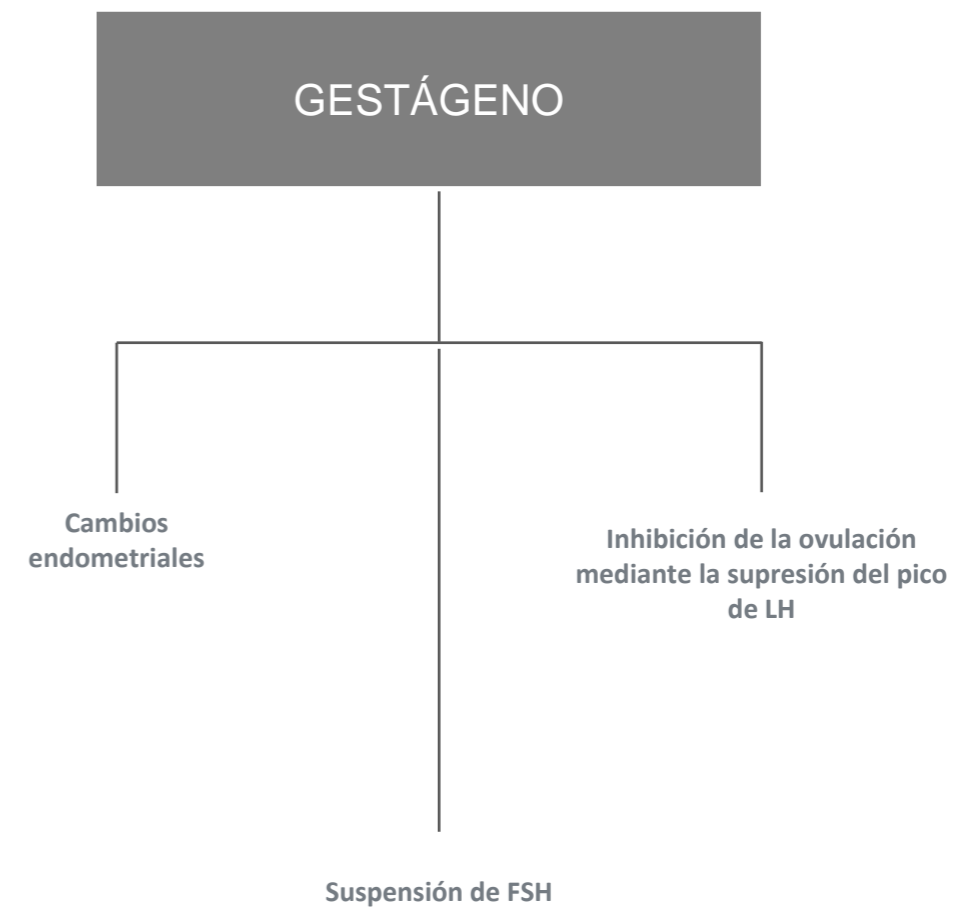 GESTÁGENO
Cambios
endometriales
Inhibición de la ovulación
mediante la supresión del pico
de LH
Suspensión de FSH